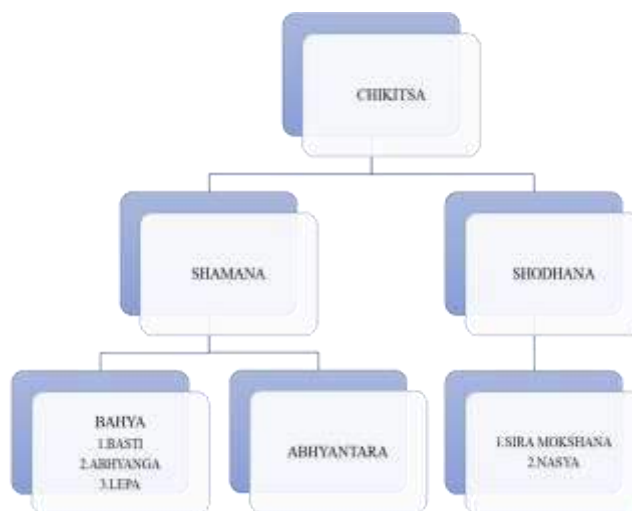 CHIKITSA
SHAMANA
SHODHANA
BAHYA
1.BASTI
2.ABHYANGA
3.LEPA
ABHYANTARA
1.SIRA MOKSHANA
2.NASYA